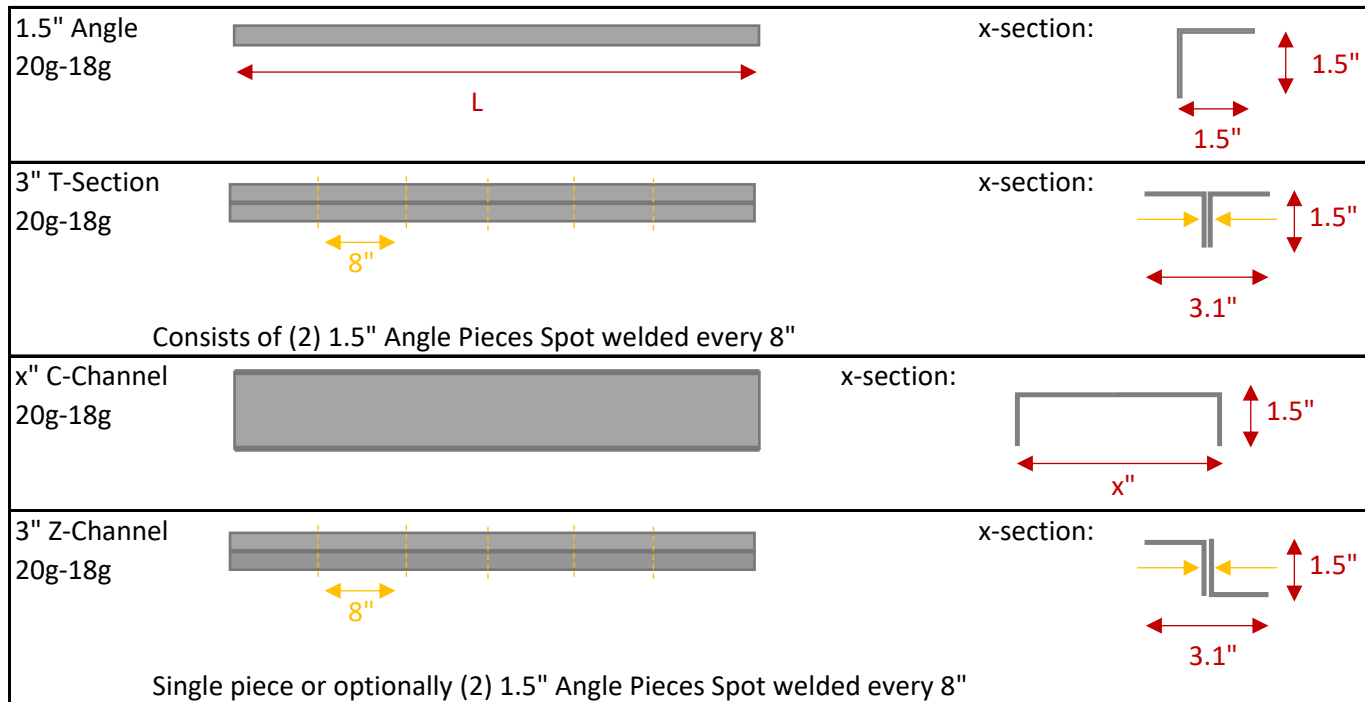 1.5" Angle
x-section:
20g-18g
1.5"
L
1.5"
3" T-Section
x-section:
20g-18g
1.5"
8"
3.1"
Consists of (2) 1.5" Angle Pieces Spot welded every 8"
x" C-Channel
x-section:
20g-18g
1.5"
x"
3" Z-Channel
x-section:
20g-18g
1.5"
8"
3.1"
Single piece or optionally (2) 1.5" Angle Pieces Spot welded every 8"